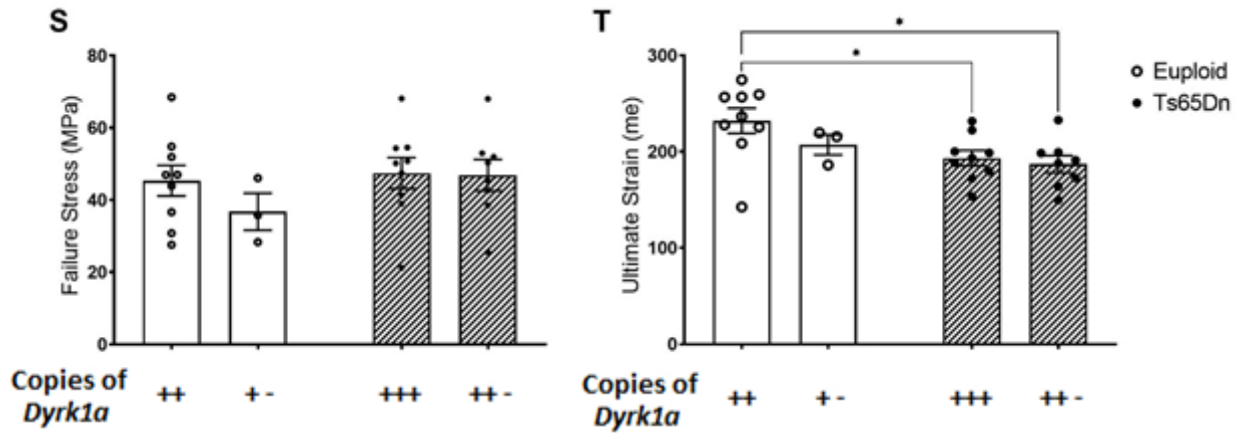 S
80
60
40
20
0
Failure Stress (MPa)
Copies of
Dyrk1a
++
+ -
+++
++ -
T
*
*
300
200
100
0
Ultimate Strain (me)
Copies of
Dyrk1a
++
+ -
+++
++ -
Euploid
Ts65Dn